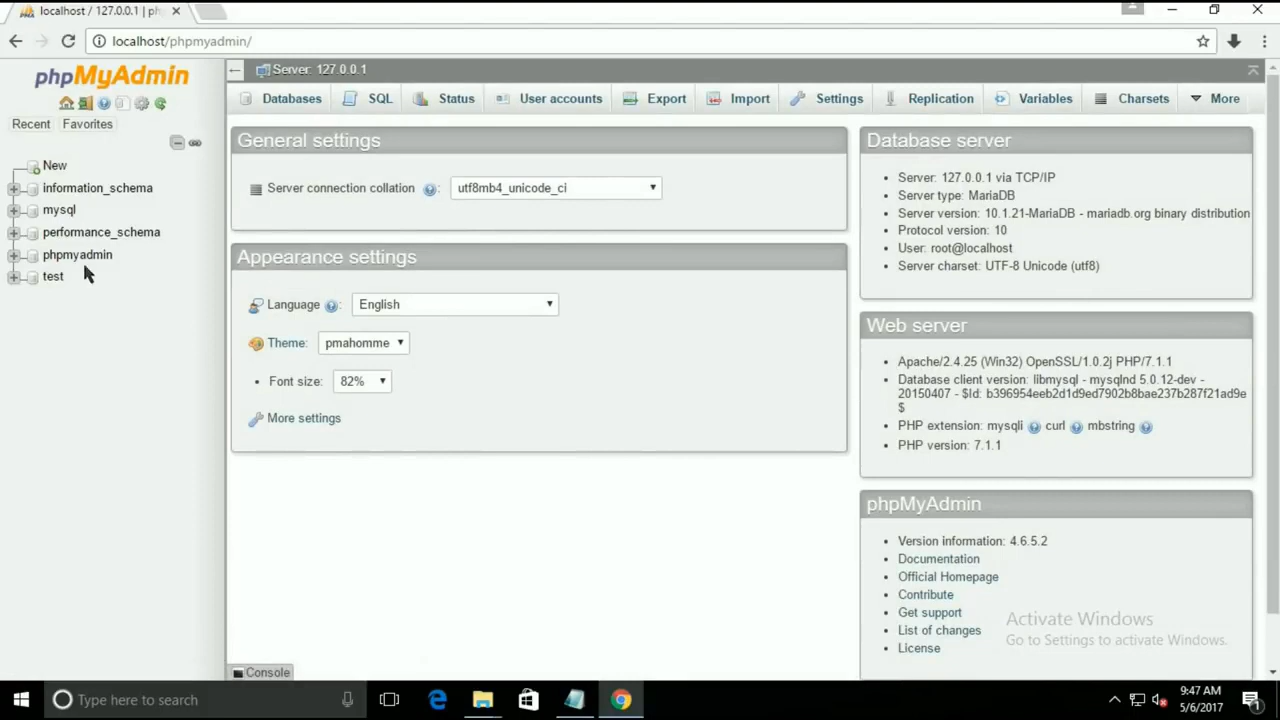 localhost / 127.0.0.1 | ph
localhost/phpmyadmin/
phpMyAdmin
Recent
Favorites
New
information_schema
mysql
performance_schema
phpmyadmin
test
Server: 127.0.0.1
Databases
SQL
Status
User accounts
Export
Import
Settings
Replication
Variables
Charsets
More
General settings
Server connection collation
utf8mb4_unicode_ci
Appearance settings
Language
:
English
Theme:
pmahomme
Font size:
82%
More settings
Database server
Server: 127.0.0.1 via TCP/IP
Server type: MariaDB
Server version: 10.1.21-MariaDB - mariadb.org binary distribution
Protocol version: 10
User: root@localhost
Server charset: UTF-8 Unicode (utf8)
Web server
Apache/2.4.25 (Win32) OpenSSL/1.0.2j PHP/7.1.1
Database client version: libmysql - mysqlnd 5.0.12-dev -
20150407 - $Id: b396954eeb2d1d9ed7902b8bae237b287f21ad9e
$
PHP extension: mysqli curl mbstring
PHP version: 7.1.1
phpMyAdmin
Version information: 4.6.5.2
Documentation
Official Homepage
Contribute
Get support
List of changes
License
Activate Windows
Go to Settings to activate Windows.
Console
Type here to search
9:47 AM
5/6/2017
1